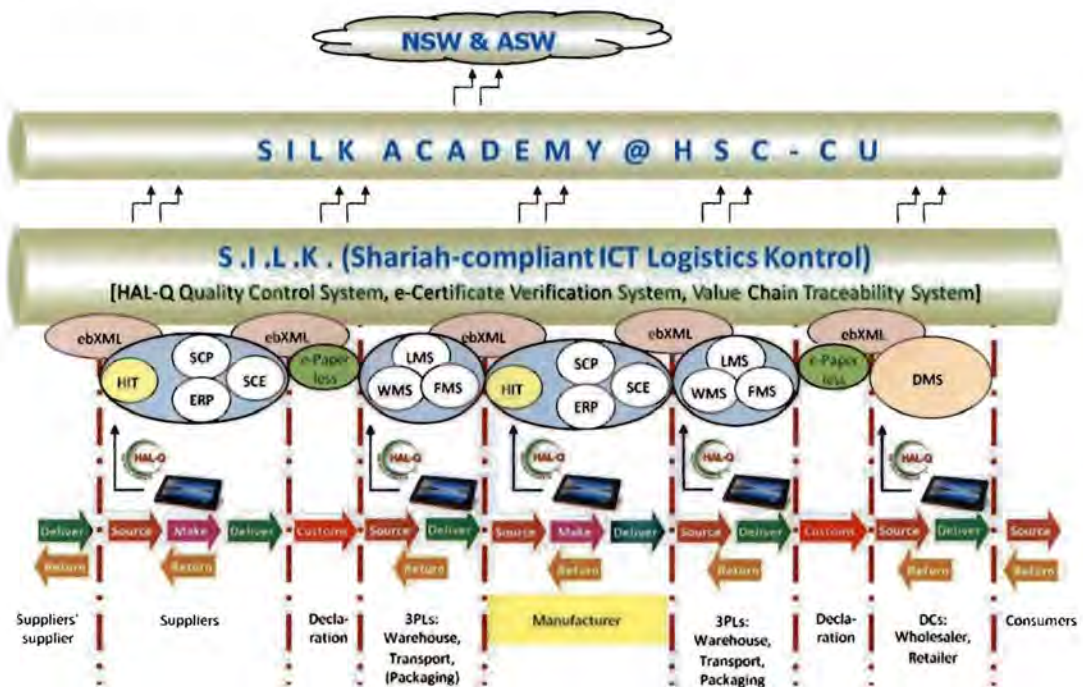 NSW & ASW
SILK ACADEMY @ HSC-CU
S.I.L.K. (Shariah-compliant ICT Logistics Kontrol)
[HAL-Q Quality Control System, e-Certificate Verification System, Value Chain Traceability System]
ebXML ebXML ebXML ebXML ebXML
HIT SCP SCE ERP
e-Paper
less
LMS WMS FMS
HIT SCP SCE ERP
LMS WMS FMS
e-Paper
less
DMS
HAL-Q HAL-Q HAL-Q HAL-Q HAL-Q
Deliver Source Make Deliver Customs Source Deliver Source Make Deliver Source Deliver Customs Source Deliver Source
Return Return Return Return Return Return Return
Suppliers'
supplier
Suppliers
Decla-
ration
3PLs:
Warehouse,
Transport,
(Packaging)
Manufacturer
3PLs:
Warehouse,
Transport,
Packaging
Decla-
ration
DCs:
Wholesaler,
Retailer
Consumers